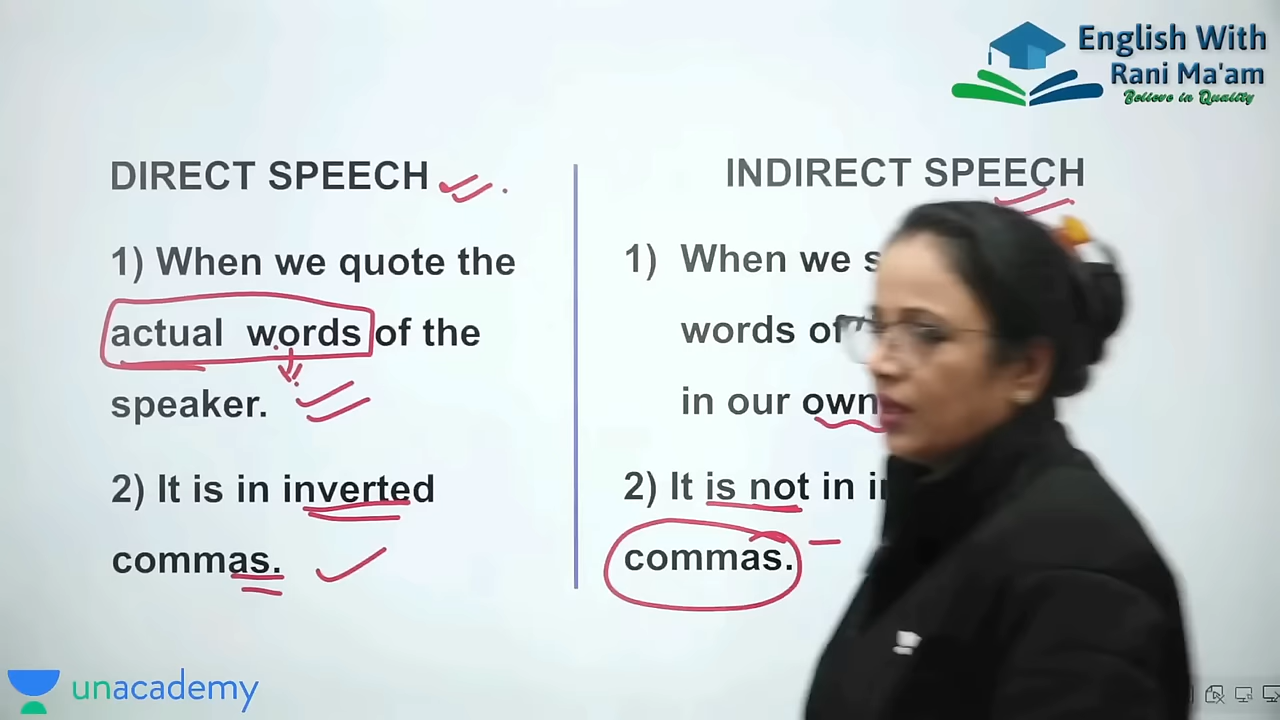 English With
Rani Ma'am
Believe in Quality
DIRECT SPEECH
1) When we quote the
actual words of the
speaker.
2) It is in inverted
commas.
INDIRECT SPEECH
1) When we
words of
in our own
2) It is not in
commas.
unacademy